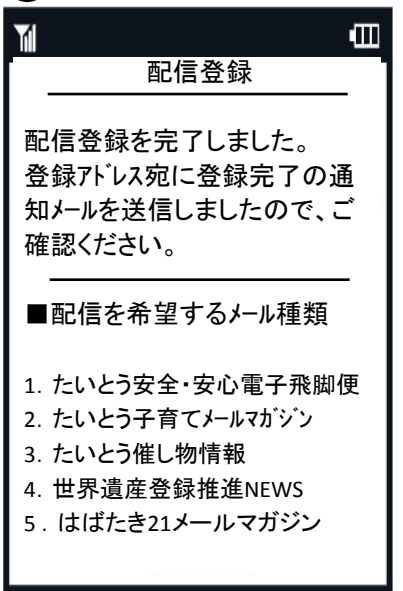 配信登録
配信登録を完了しました。
登録ｱﾄﾞﾚｽ宛に登録完了の通
知ﾒｰﾙを送信しましたので、ご
確認ください。
■配信を希望するﾒｰﾙ種類
1. たいとう安全・安心電子飛脚便
2. たいとう子育てﾒｰﾙﾏｶﾞｼﾞﾝ
3. たいとう催し物情報
4. 世界遺産登録推進NEWS
5 . はばたき21メールマガジン